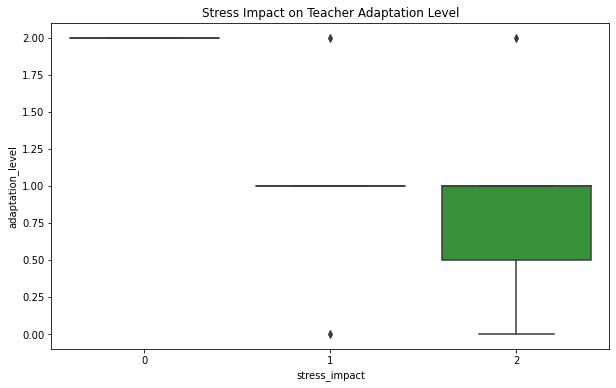 Stress Impact on Teacher Adaptation Level
2.00
1.75
1.50
1.25
1.00
0.75
0.50
0.25
0.00
adaptation_level
0 1 2
stress_impact